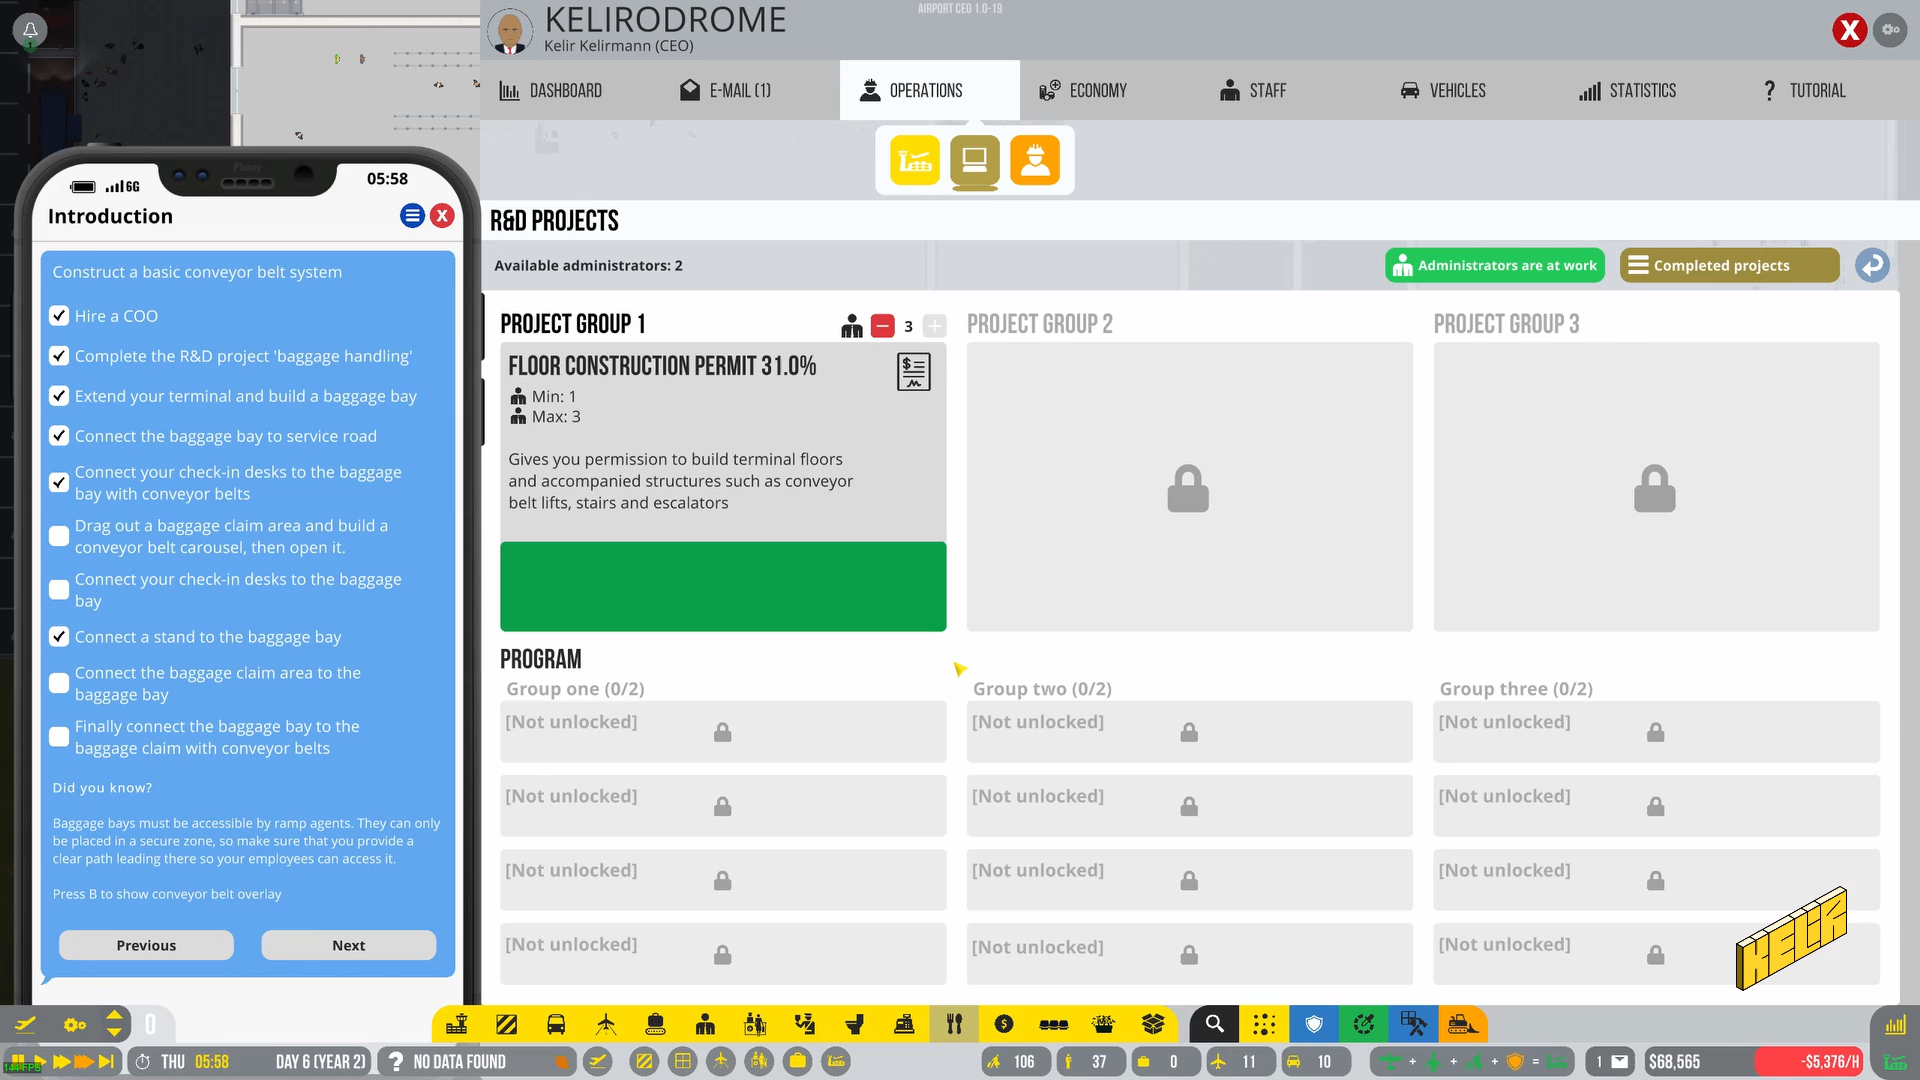 AIRPORT CEO 1.0-19
KELIRODROME
Kelir Kelirmann (CEO)
X
DASHBOARD
E-MAIL (1)
OPERATIONS
ECONOMY
STAFF
VEHICLES
STATISTICS
? TUTORIAL
1
Phoney
6G
05:58
Introduction
X
Construct a basic conveyor belt system
Hire a COO
Complete the R&D project 'baggage handling'
Extend your terminal and build a baggage bay
Connect the baggage bay to service road
Connect your check-in desks to the baggage
bay with conveyor belts
Drag out a baggage claim area and build a
conveyor belt carousel, then open it.
Connect your check-in desks to the baggage
bay
Connect a stand to the baggage bay
Connect the baggage claim area to the
baggage bay
Finally connect the baggage bay to the
baggage claim with conveyor belts
Did you know?
Baggage bays must be accessible by ramp agents. They can only
be placed in a secure zone, so make sure that you provide a
clear path leading there so your employees can access it.
Press B to show conveyor belt overlay
Previous
Next
R&D PROJECTS
Available administrators: 2
Administrators are at work
Completed projects
PROJECT GROUP 1
3
PROJECT GROUP 2
PROJECT GROUP 3
FLOOR CONSTRUCTION PERMIT 31.0%
Min: 1
Max: 3
Gives you permission to build terminal floors
and accompanied structures such as conveyor
belt lifts, stairs and escalators
PROGRAM
Group one (0/2)
Group two (0/2)
Group three (0/2)
[Not unlocked]
[Not unlocked]
[Not unlocked]
[Not unlocked]
[Not unlocked]
[Not unlocked]
[Not unlocked]
[Not unlocked]
[Not unlocked]
[Not unlocked]
[Not unlocked]
[Not unlocked]
KELIR
0
144 FPS
THU 05:58 DAY 6 (YEAR 2)
? NO DATA FOUND
106
37
0
11
10
+ + + =
1
$68,565
-$5,376/H